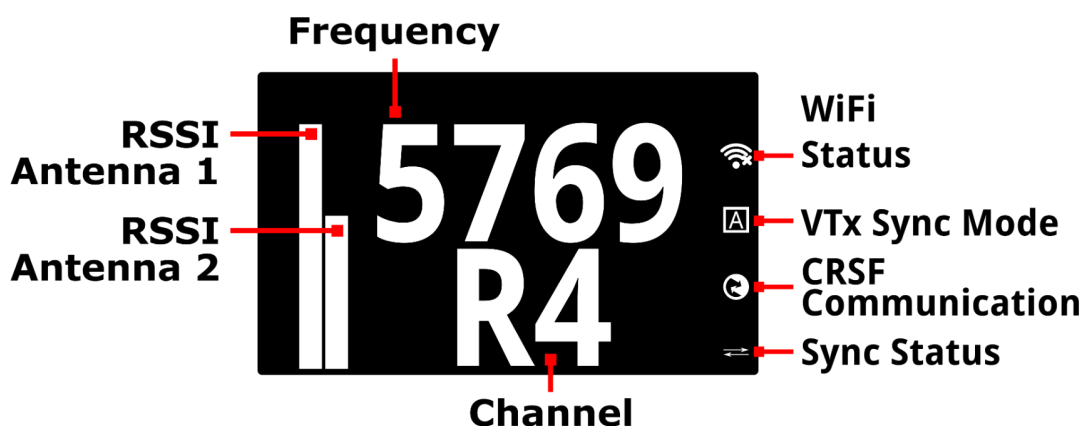 Frequency
RSSI
Antenna 1
RSSI
Antenna 2
5769
R4
A
WiFi
Status
VTx Sync Mode
CRSF
Communication
Sync Status
Channel